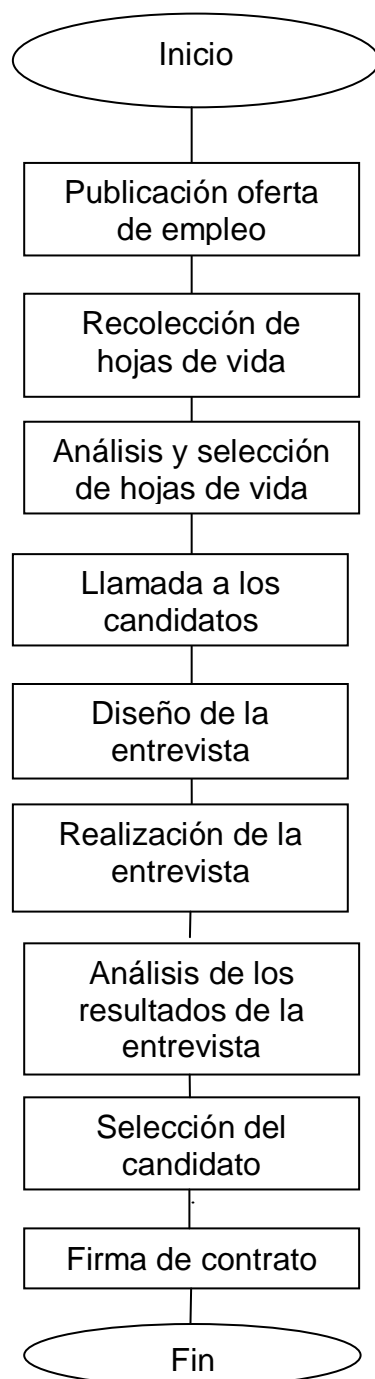 Inicio
Publicación oferta
de empleo
Recolección de
hojas de vida
Análisis y selección
de hojas de vida
Llamada a los
candidatos
Diseño de la
entrevista
Realización de la
entrevista
Análisis de los
resultados de la
entrevista
Selección del
candidato
Firma de contrato
Fin